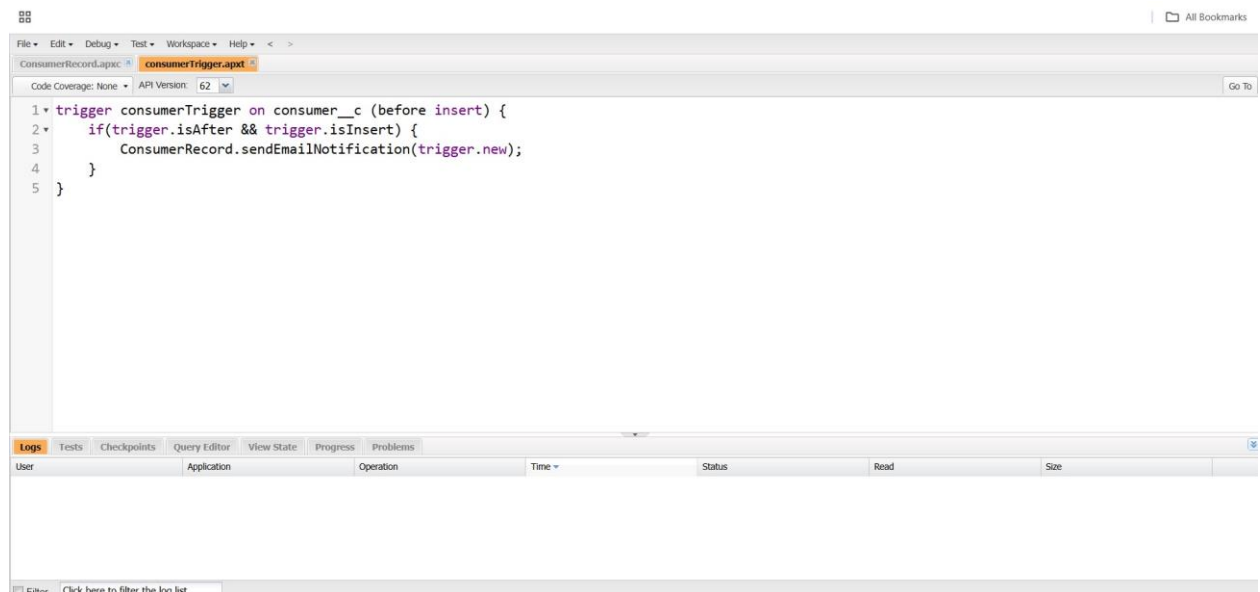 All Bookmarks
File Edit Debug Test Workspace Help < >
ConsumerRecord.apxc consumerTrigger.apxt
Code Coverage: None API Version: 62 Go To
1 trigger consumerTrigger on consumer__c (before insert) {
2 if(trigger.isAfter && trigger.isInsert) {
3 ConsumerRecord.sendEmailNotification(trigger.new);
4 }
5 }
Logs Tests Checkpoints Query Editor View State Progress Problems
User Application Operation Time Status Read Size
Filter Click here to filter the log list